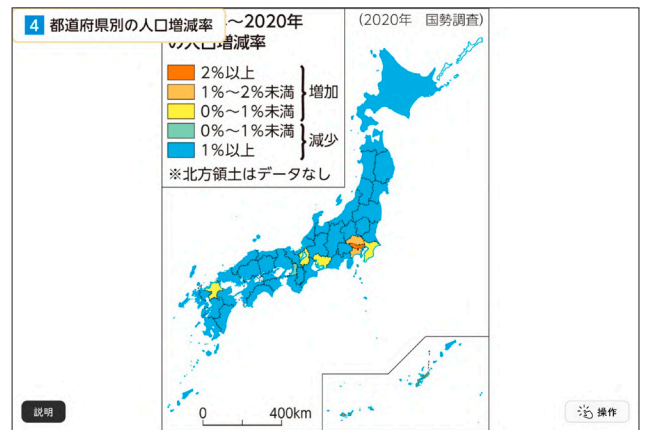 4 都道府県別の人口増減率
～2020年
の人口増減率
(2020年 国勢調査)
2%以上
1%～2%未満
0%～1%未満
増加
0%～1%未満
1%以上
減少
※北方領土はデータなし
0 400km
説明
操作